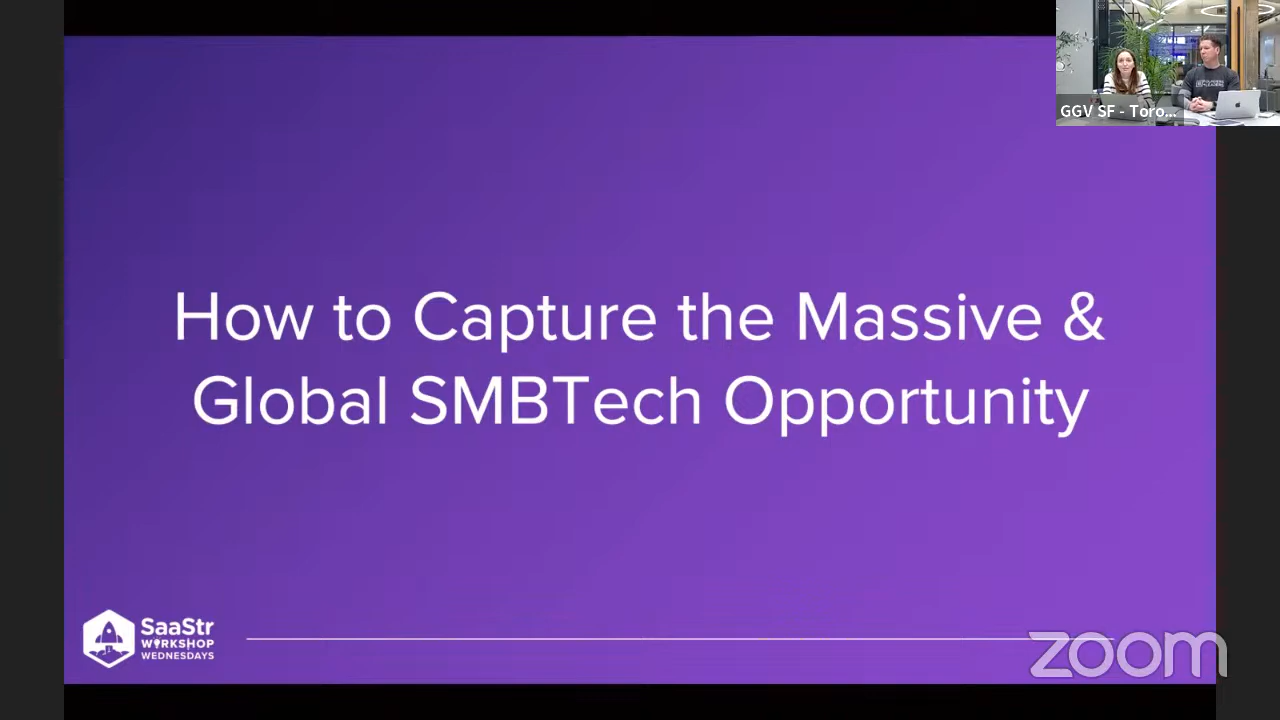 GGV SF - Toro...
How to Capture the Massive &
Global SMBTech Opportunity
SaaStr
WORKSHOP
WEDNESDAYS
zoom